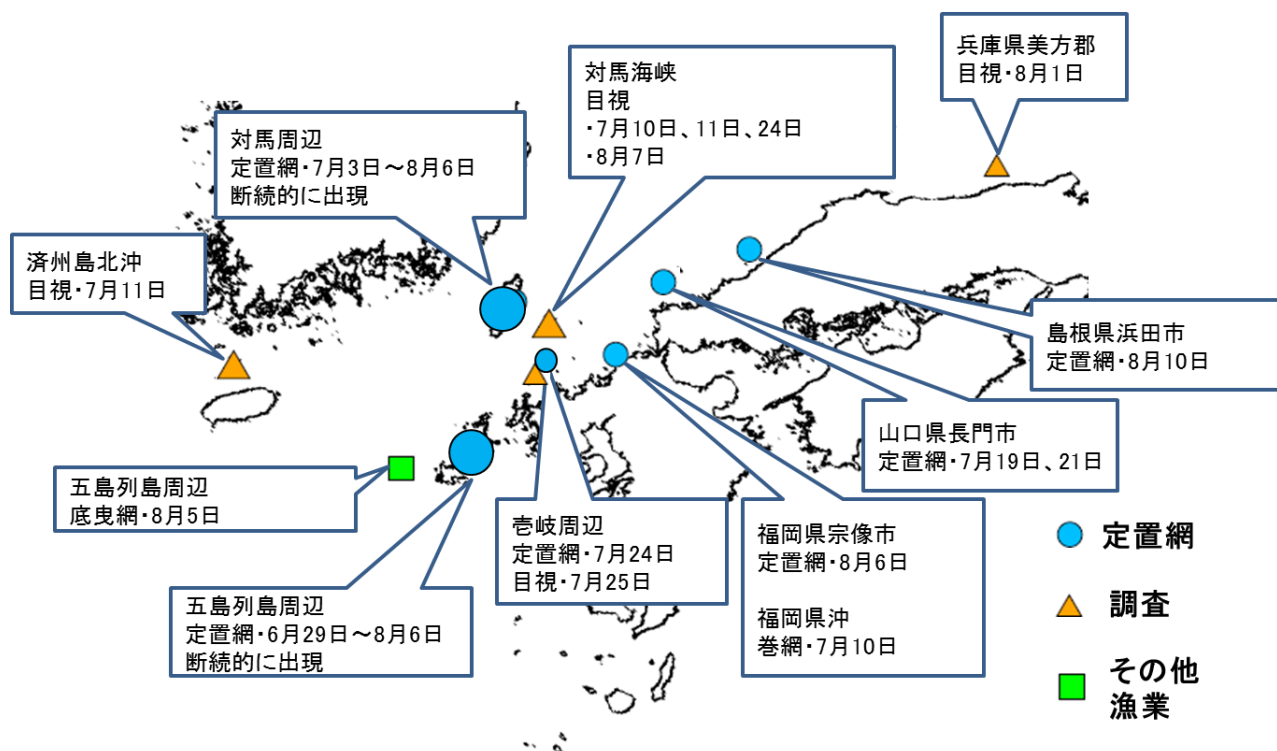 兵庫県美方郡
目視・8月1日
対馬海峡
目視
・7月10日、11日、24日
・8月7日
対馬周辺
定置網・7月3日～8月6日
断続的に出現
済州島北沖
目視・7月11日
島根県浜田市
定置網・8月10日
山口県長門市
定置網・7月19日、21日
五島列島周辺
底曳網・8月5日
壱岐周辺
定置網・7月24日
目視・7月25日
福岡県宗像市
定置網・8月6日
福岡県沖
巻網・7月10日
五島列島周辺
定置網・6月29日～8月6日
断続的に出現
定置網
調査
その他
漁業